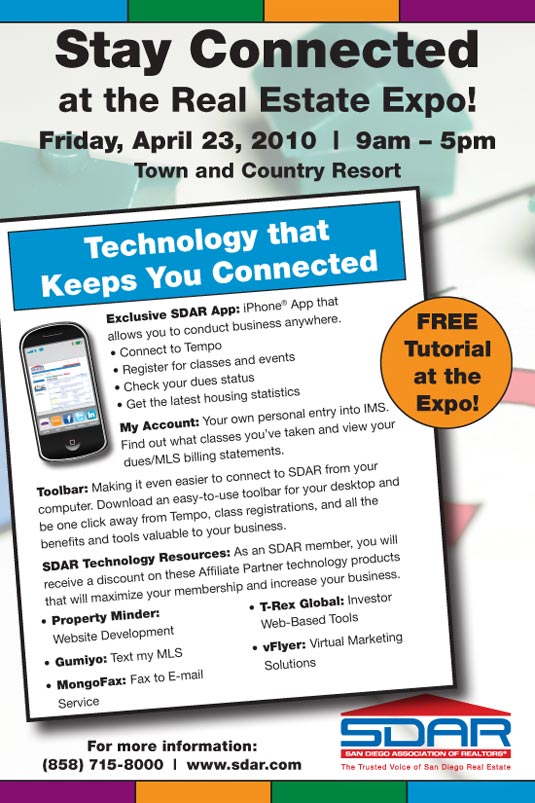 Stay Connected
at the Real Estate Expo!
Friday, April 23, 2010 | 9am – 5pm
Town and Country Resort
Technology that
Keeps You Connected
Exclusive SDAR App: iPhone® App that
allows you to conduct business anywhere.
• Connect to Tempo
• Register for classes and events
• Check your dues status
• Get the latest housing statistics
FREE
Tutorial
at the
Expo!
My Account: Your own personal entry into IMS.
Find out what classes you've taken and view your
dues/MLS billing statements.
Toolbar: Making it even easier to connect to SDAR from your
computer. Download an easy-to-use toolbar for your desktop and
be one click away from Tempo, class registrations, and all the
benefits and tools valuable to your business.
SDAR Technology Resources: As an SDAR member, you will
receive a discount on these Affiliate Partner technology products
that will maximize your membership and increase your business.
• Property Minder:
Website Development
• Gumiyo: Text my MLS
• MongoFax: Fax to E-mail
Service
• T-Rex Global: Investor
Web-Based Tools
• vFlyer: Virtual Marketing
Solutions
For more information:
(858) 715-8000 | www.sdar.com
SDAR
SAN DIEGO ASSOCIATION OF REALTORS®
The Trusted Voice of San Diego Real Estate